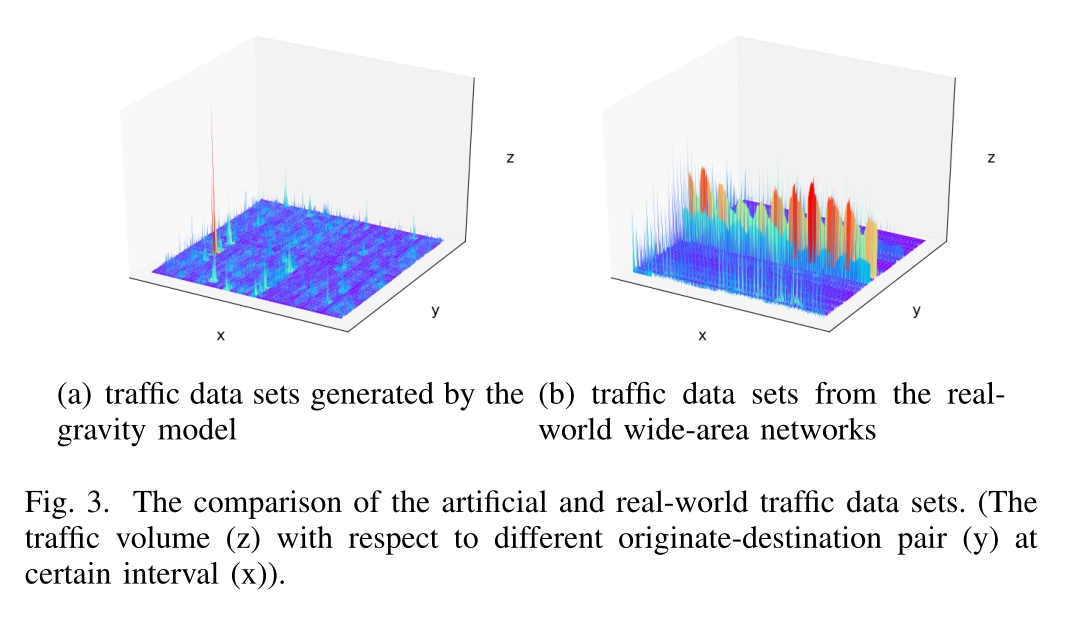 z
y
x
z
y
x
(a) traffic data sets generated by the
gravity model
(b) traffic data sets from the real-
world wide-area networks
Fig. 3. The comparison of the artificial and real-world traffic data sets. (The
traffic volume (z) with respect to different originate-destination pair (y) at
certain interval (x)).